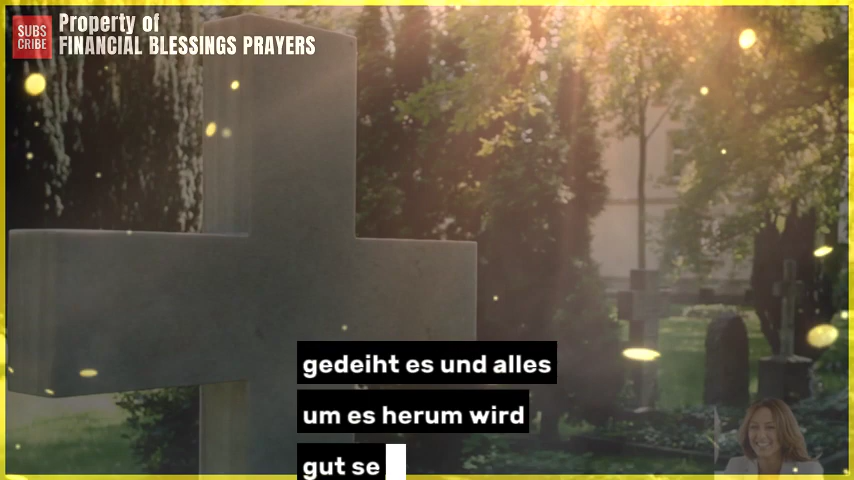 SUBS
CRIBE
Property of
FINANCIAL BLESSINGS PRAYERS
gedeiht es und alles
um es herum wird
gut se